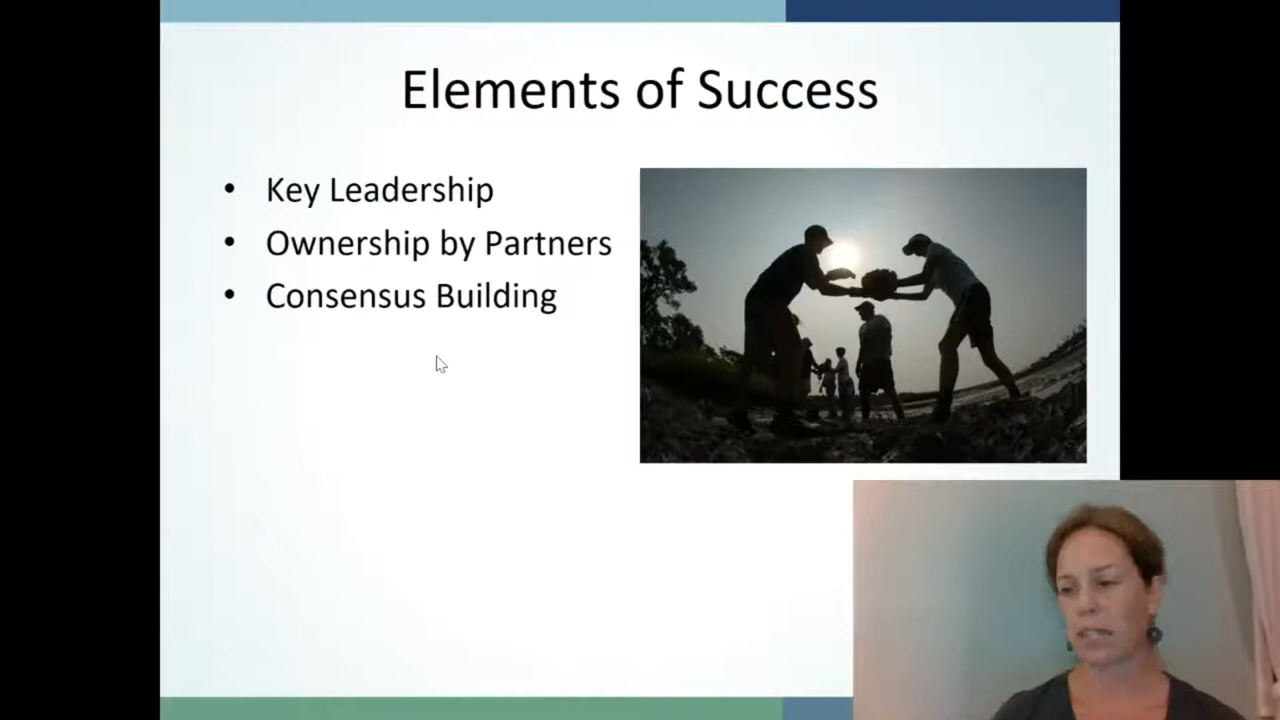 Elements of Success
• Key Leadership
• Ownership by Partners
• Consensus Building